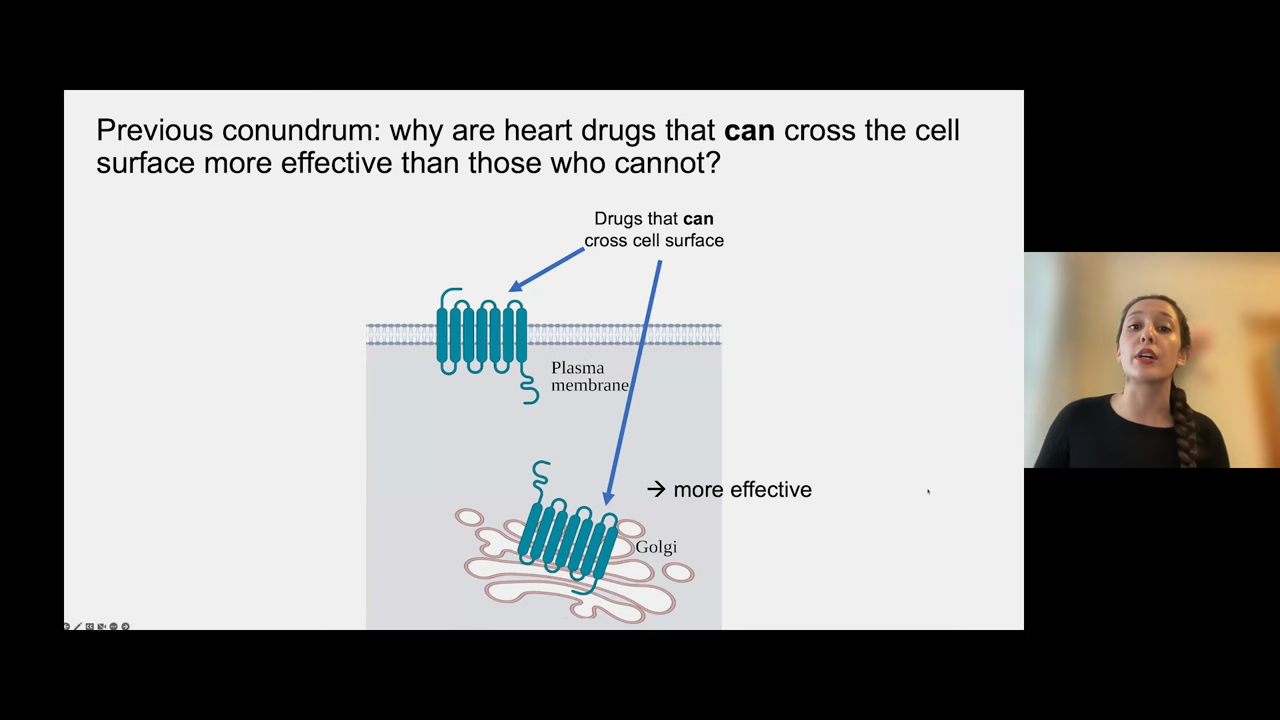 Previous conundrum: why are heart drugs that can cross the cell
surface more effective than those who cannot?
Drugs that can
cross cell surface
Plasma
membrane
→ more effective
Golgi